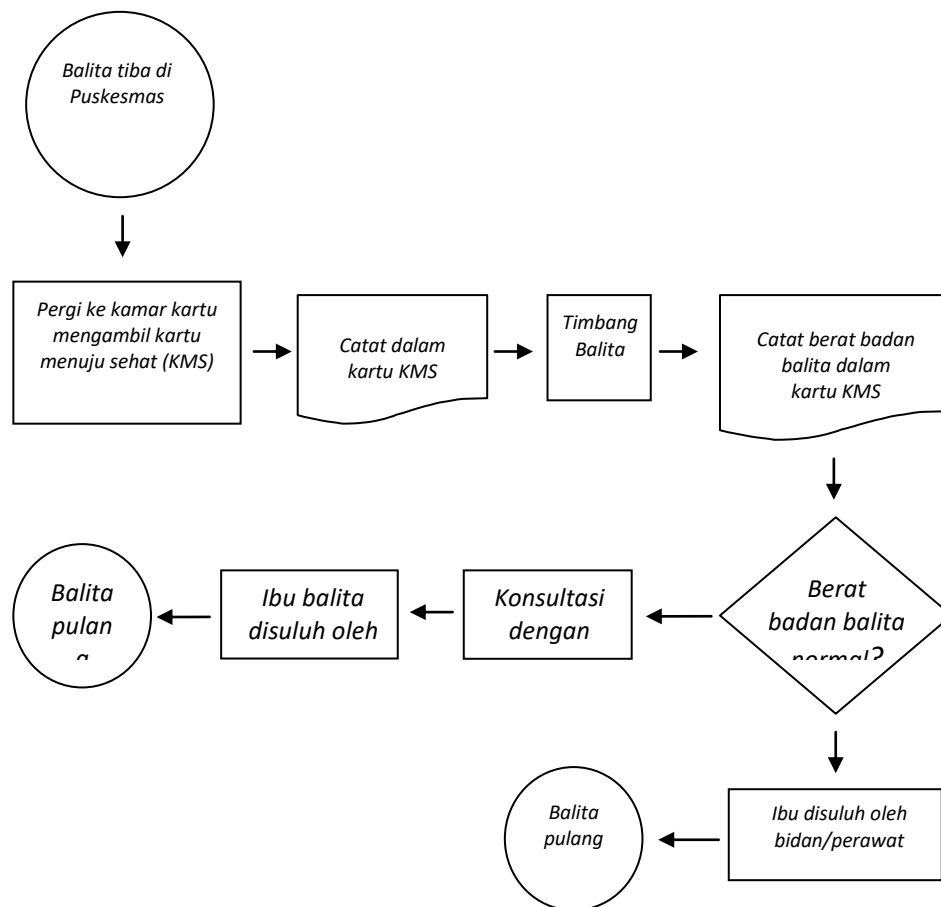 Balita tiba di
Puskesmas
Pergi ke kamar kartu
mengambil kartu
menuju sehat (KMS)
Catat dalam
kartu KMS
Timbang
Balita
Catat berat badan
balita dalam
kartu KMS
Berat
badan balita
normal?
Konsultasi
dengan
Ibu balita
disuluh oleh
Balita
pulan
Ibu disuluh oleh
bidan/perawat
Balita
pulang